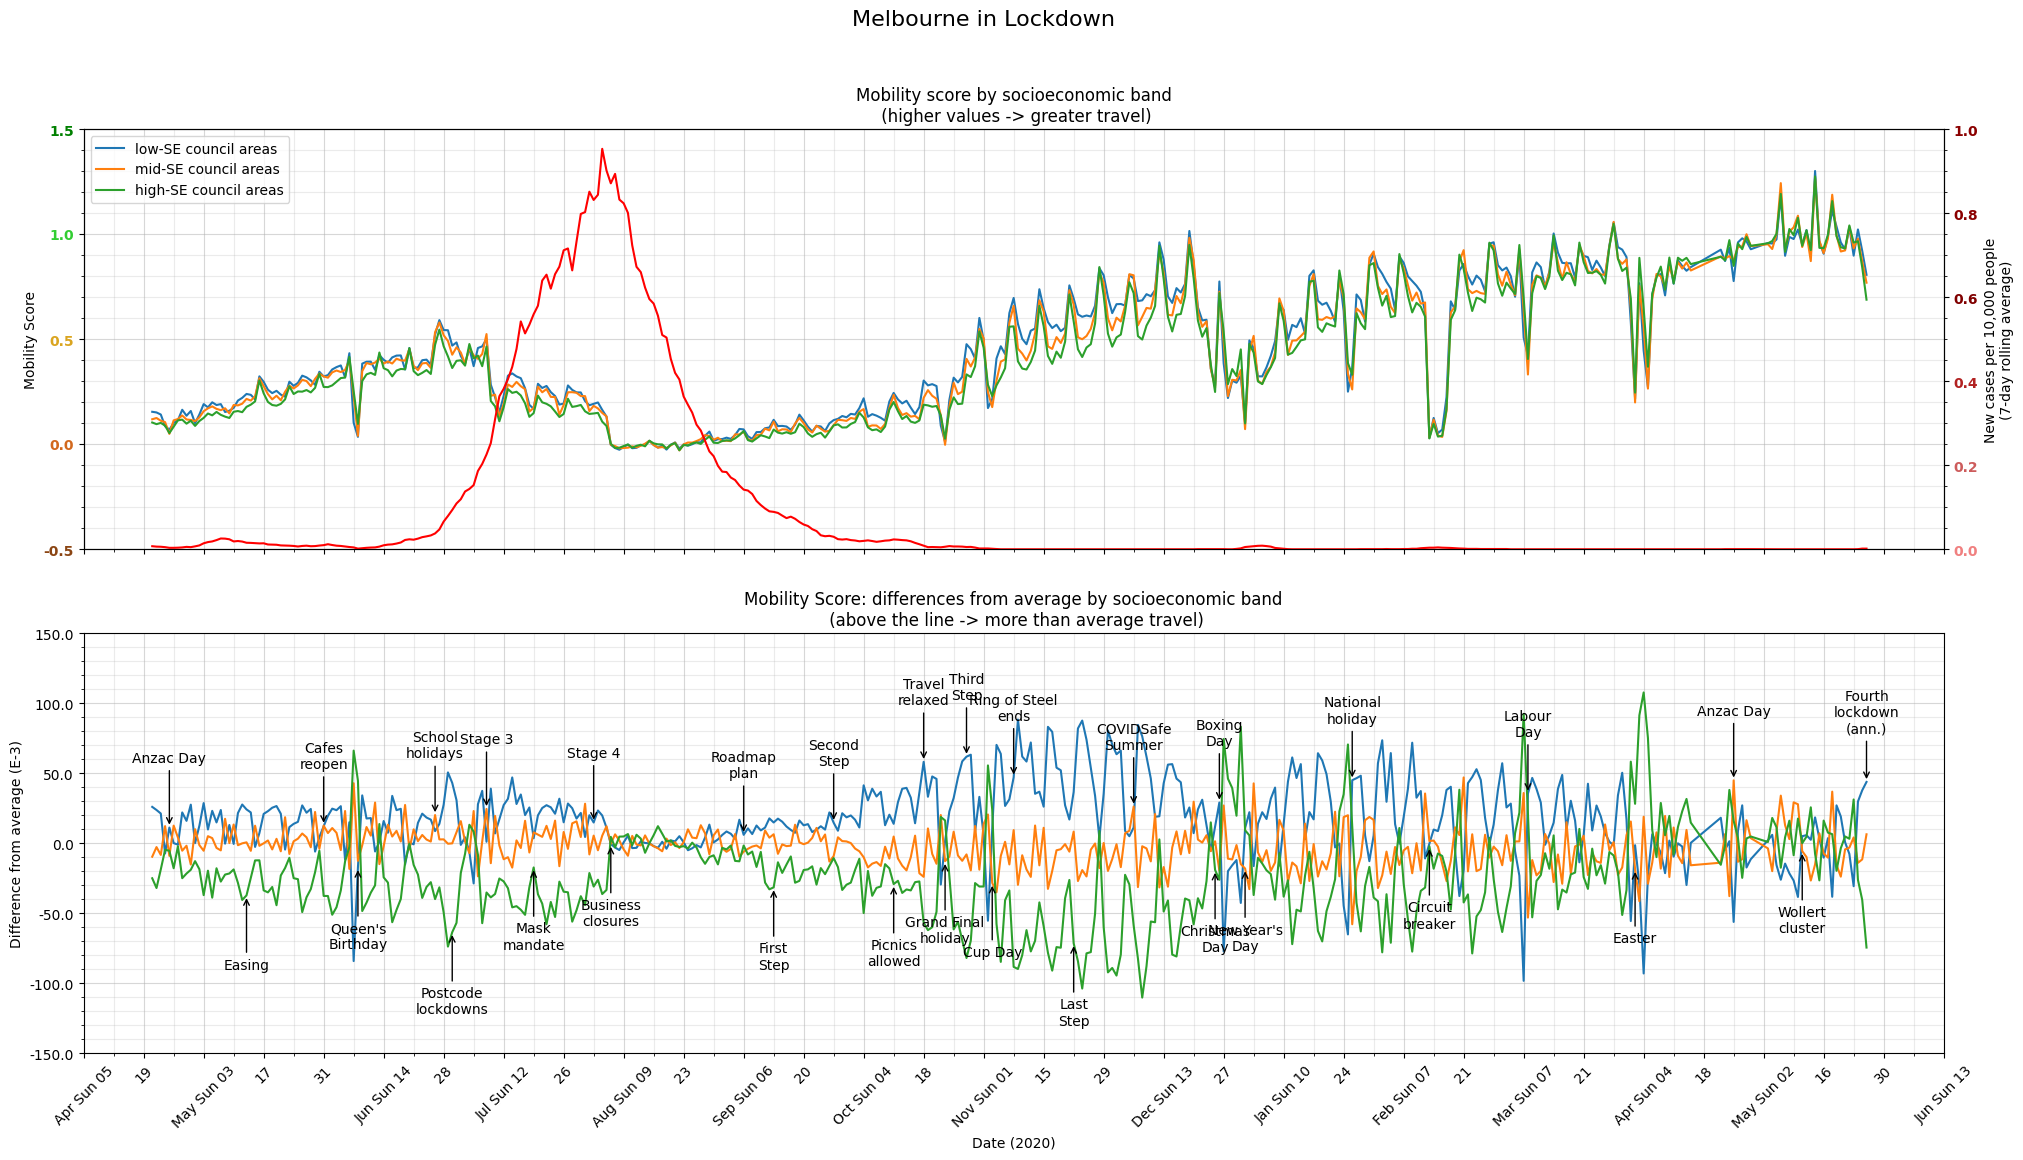 Melbourne in Lockdown
Mobility score by socioeconomic band
(higher values -> greater travel)
low-SE council areas
mid-SE council areas
high-SE council areas
Mobility Score
1.5
1.0
0.5
0.0
-0.5
1.0
0.8
0.6
0.4
0.2
0.0
New cases per 10,000 people
(7-day rolling average)
Mobility Score: differences from average by socioeconomic band
(above the line -> more than average travel)
Difference from average (E-3)
150.0
100.0
50.0
0.0
-50.0
-100.0
-150.0
Anzac Day
Easing
Cafes
reopen
Queen's
Birthday
School
holidays
Postcode
lockdowns
Stage 3
Mask
mandate
Stage 4
Business
closures
Roadmap
plan
First
Step
Second
Step
Picnics
allowed
Travel
relaxed
Grand Final
holiday
Third
Step
Cup Day
Ring of Steel
ends
Last
Step
COVIDSafe
Summer
Christmas
Day
Boxing
Day
New Year's
Day
National
holiday
Circuit
breaker
Labour
Day
Easter
Anzac Day
Wollert
cluster
Fourth
lockdown
(ann.)
Apr Sun 05
19
May Sun 03
17
31
Jun Sun 14
28
Jul Sun 12
26
Aug Sun 09
23
Sep Sun 06
20
Oct Sun 04
18
Nov Sun 01
15
29
Dec Sun 13
27
Jan Sun 10
24
Feb Sun 07
21
Mar Sun 07
21
Apr Sun 04
18
May Sun 02
16
30
Jun Sun 13
Date (2020)